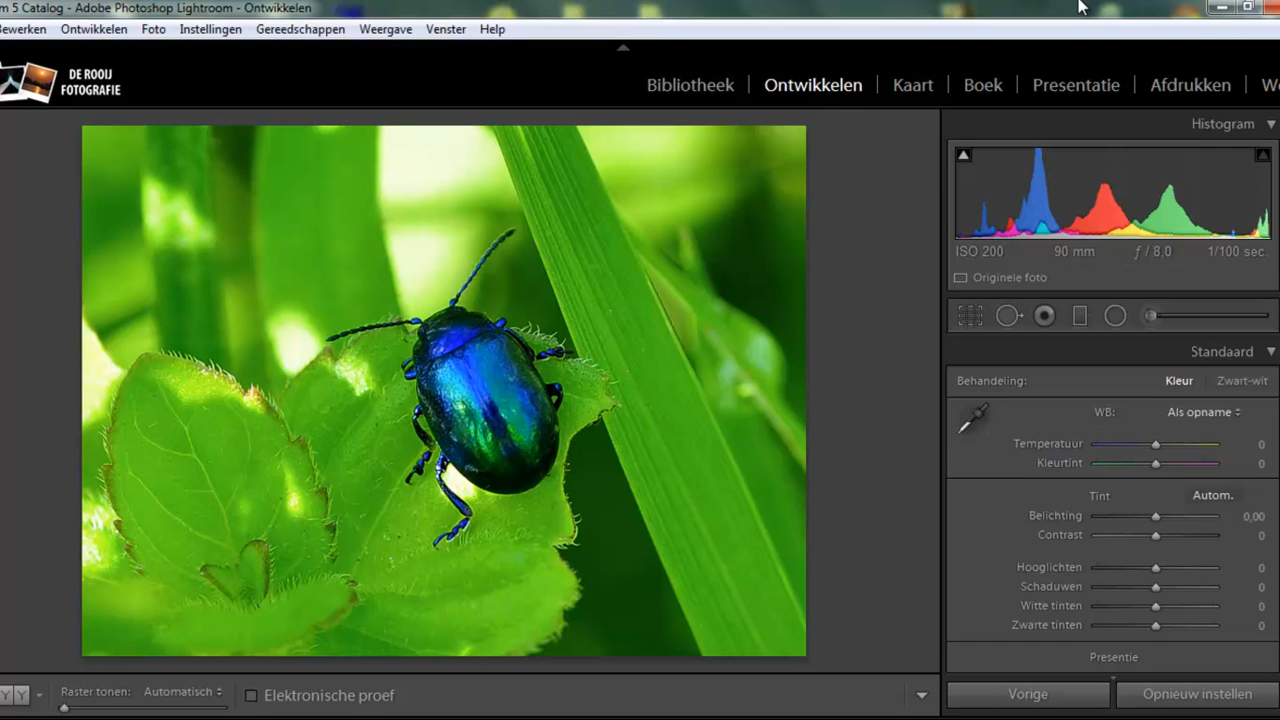 m 5 Catalog - Adobe Photoshop Lightroom - Ontwikkelen
Bewerken Ontwikkelen Foto Instellingen Gereedschappen Weergave Venster Help
DE ROOIJ
FOTOGRAFIE
Bibliotheek Ontwikkelen Kaart Boek Presentatie Afdrukken W
Histogram
ISO 200 90 mm ƒ / 8,0 1/100 sec.
Originele foto
Standaard
Behandeling: Kleur Zwart-wit
WB: Als opname
Temperatuur 0
Kleurtint 0
Tint Autom.
Belichting 0,00
Contrast 0
Hooglichten 0
Schaduwen 0
Witte tinten 0
Zwarte tinten 0
Presentie
Y Y Raster tonen: Automatisch Elektronische proef
Vorige Opnieuw instellen